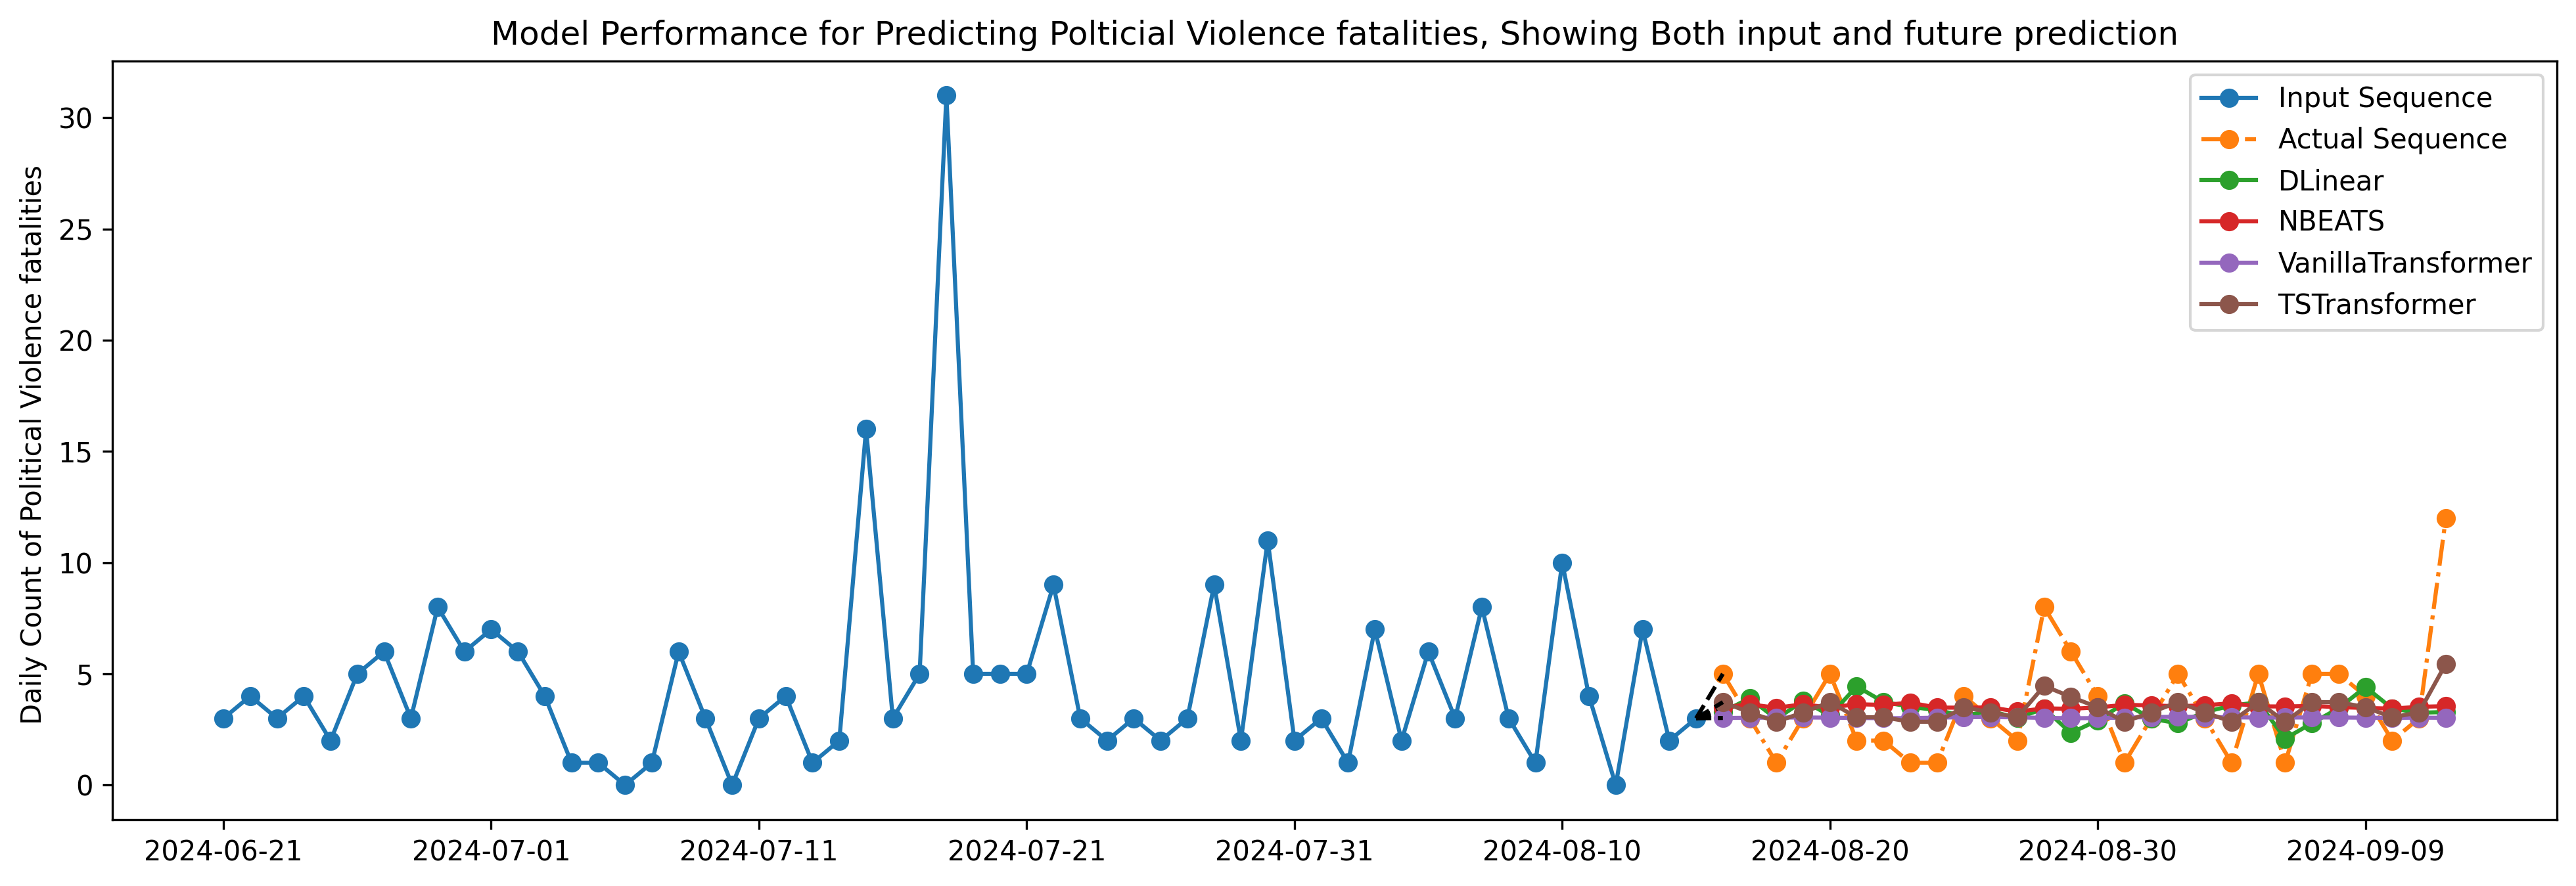 Model Performance for Predicting Polticial Violence fatalities, Showing Both input and future prediction
Daily Count of Political Violence fatalities
30
25
20
15
10
5
0
Input Sequence
Actual Sequence
DLinear
NBEATS
VanillaTransformer
TSTransformer
2024-06-21 2024-07-01 2024-07-11 2024-07-21 2024-07-31 2024-08-10 2024-08-20 2024-08-30 2024-09-09